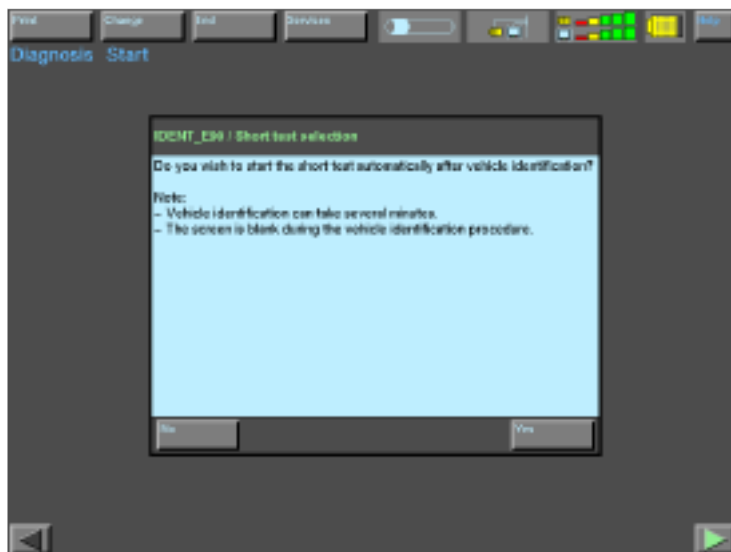 Print Change End Services Help
Diagnosis Start
IDENT_E90 / Short test selection
Do you wish to start the short test automatically after vehicle identification?
Note:
- Vehicle identification can take several minutes.
- The screen is blank during the vehicle identification procedure.
No Yes